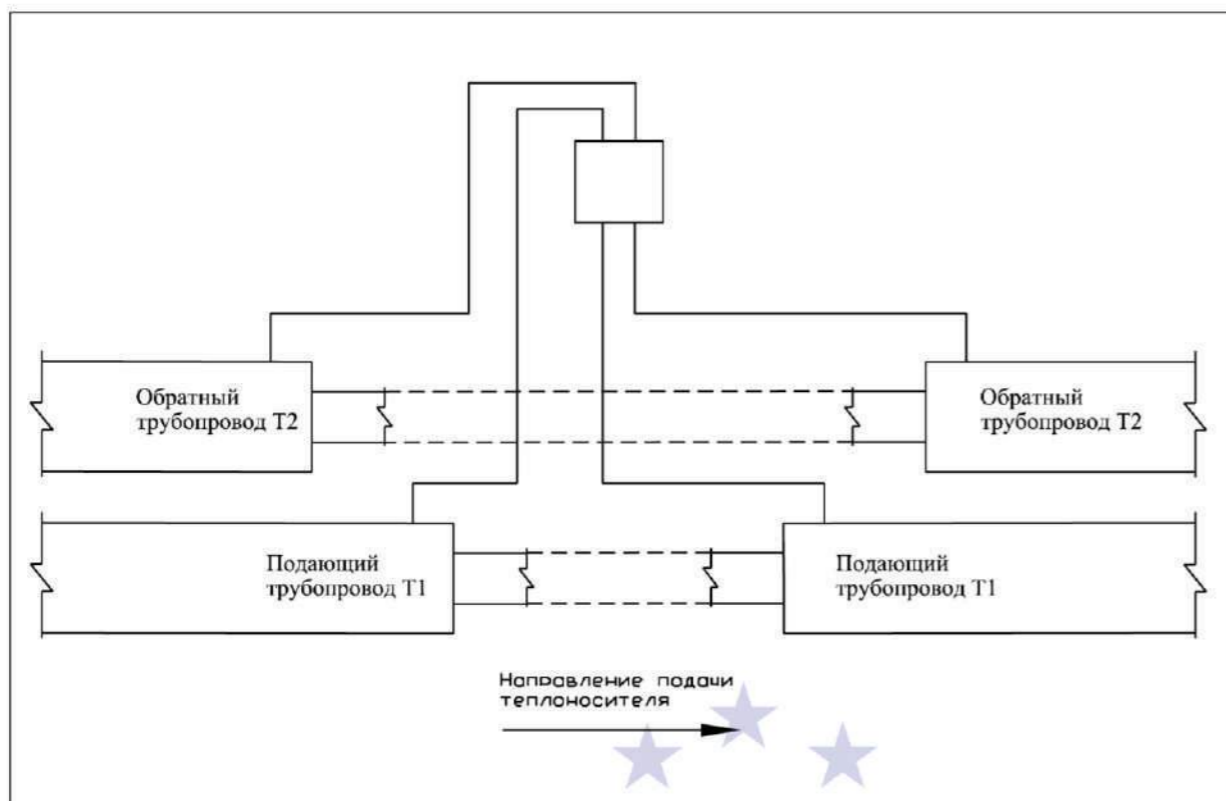 Обратный
трубопровод Т2
Обратный
трубопровод Т2
Подающий
трубопровод Т1
Подающий
трубопровод Т1
Направление подачи
теплоносителя